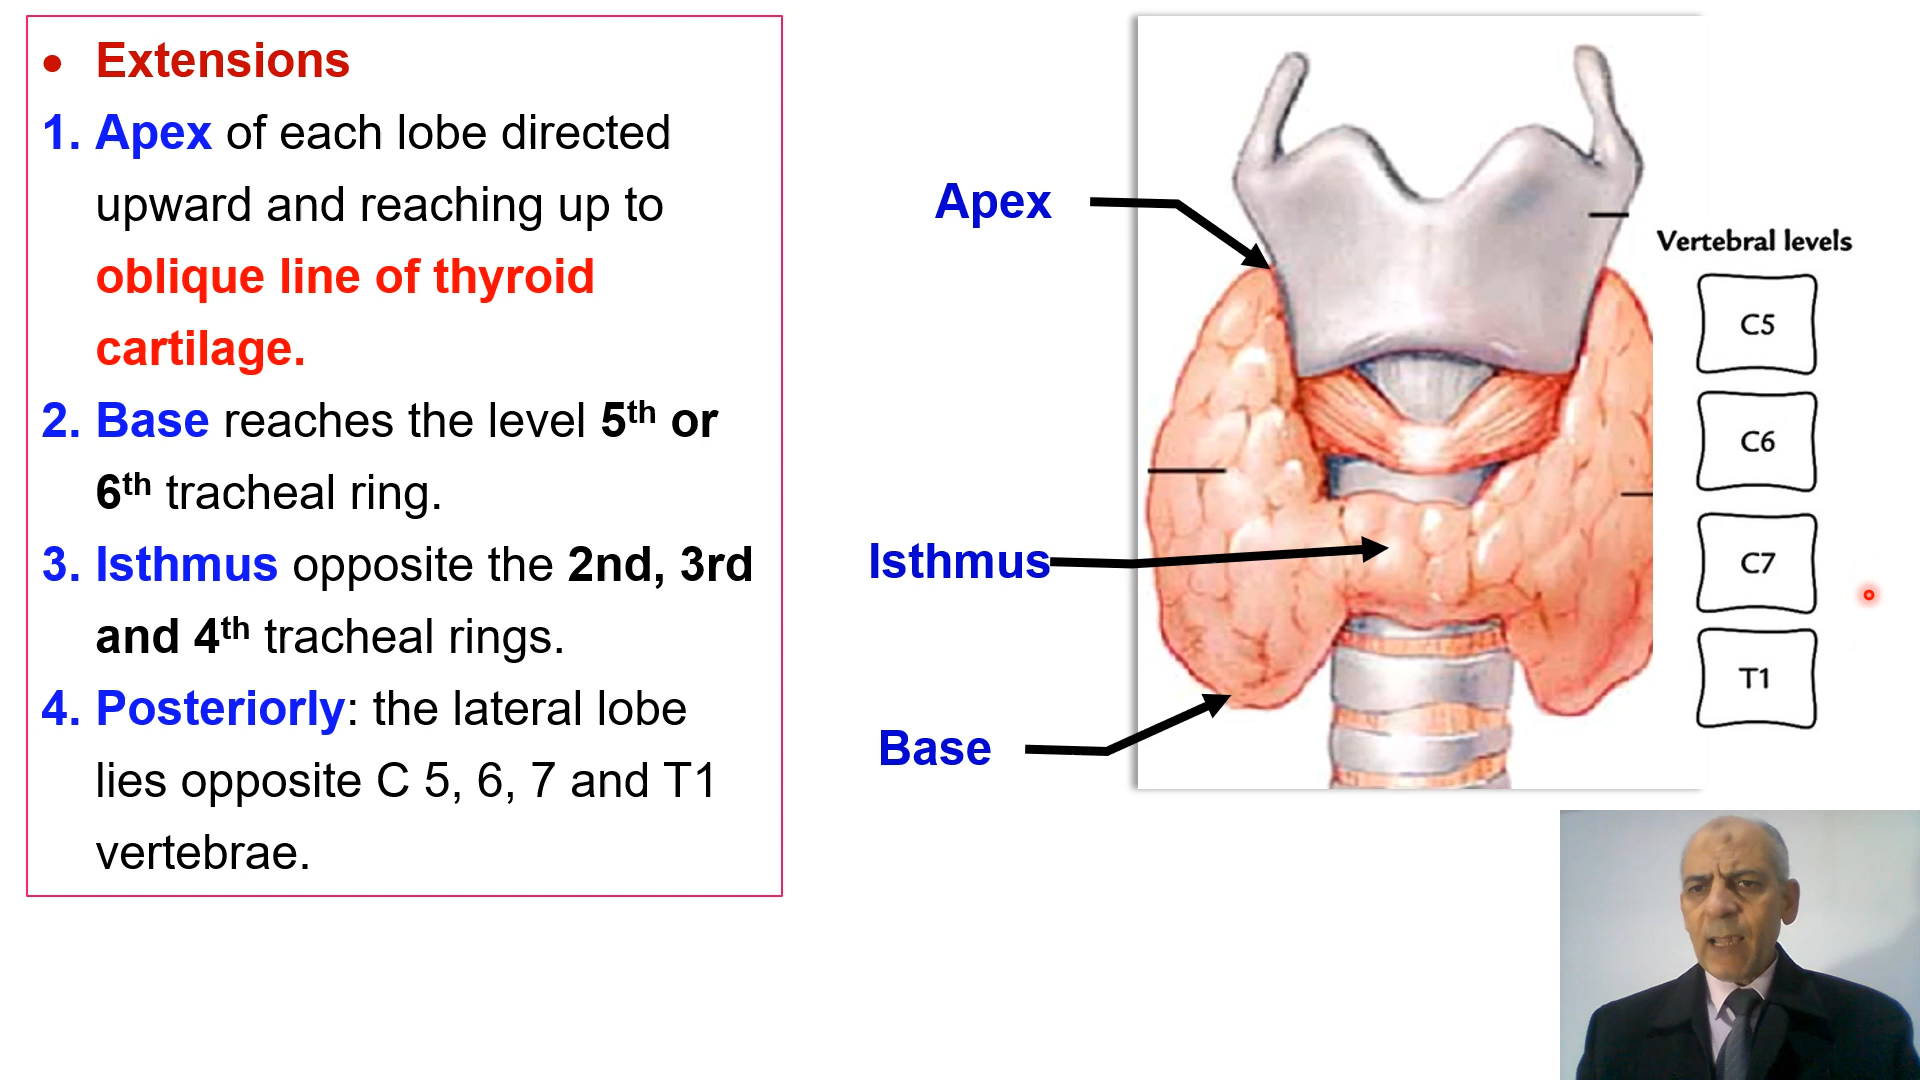 • Extensions
1. Apex of each lobe directed
upward and reaching up to
oblique line of thyroid
cartilage.
2. Base reaches the level 5th or
6th tracheal ring.
3. Isthmus opposite the 2nd, 3rd
and 4th tracheal rings.
4. Posteriorly: the lateral lobe
lies opposite C 5, 6, 7 and T1
vertebrae.
Apex
Isthmus
Base
Vertebral levels
C5
C6
C7
T1